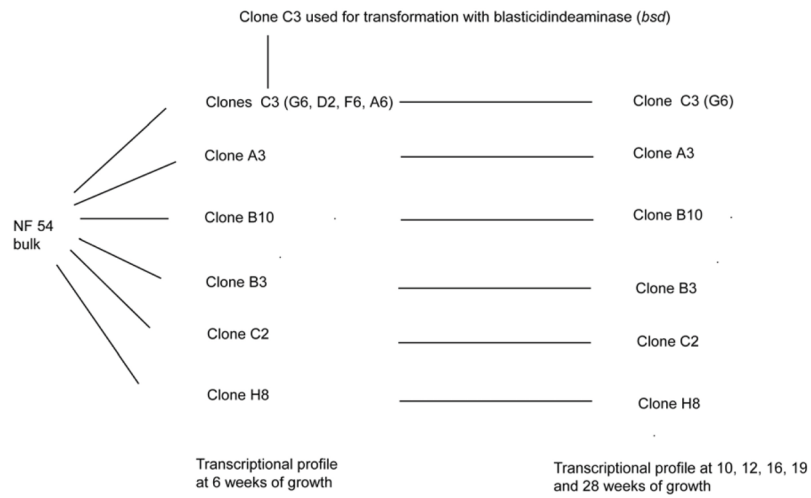 Clone C3 used for transformation with blasticidindeaminase (bsd)
Clones C3 (G6, D2, F6, A6)
Clone C3 (G6)
Clone A3
Clone A3
NF 54
bulk
Clone B10
Clone B10
Clone B3
Clone B3
Clone C2
Clone C2
Clone H8
Clone H8
Transcriptional profile
at 6 weeks of growth
Transcriptional profile at 10, 12, 16, 19
and 28 weeks of growth